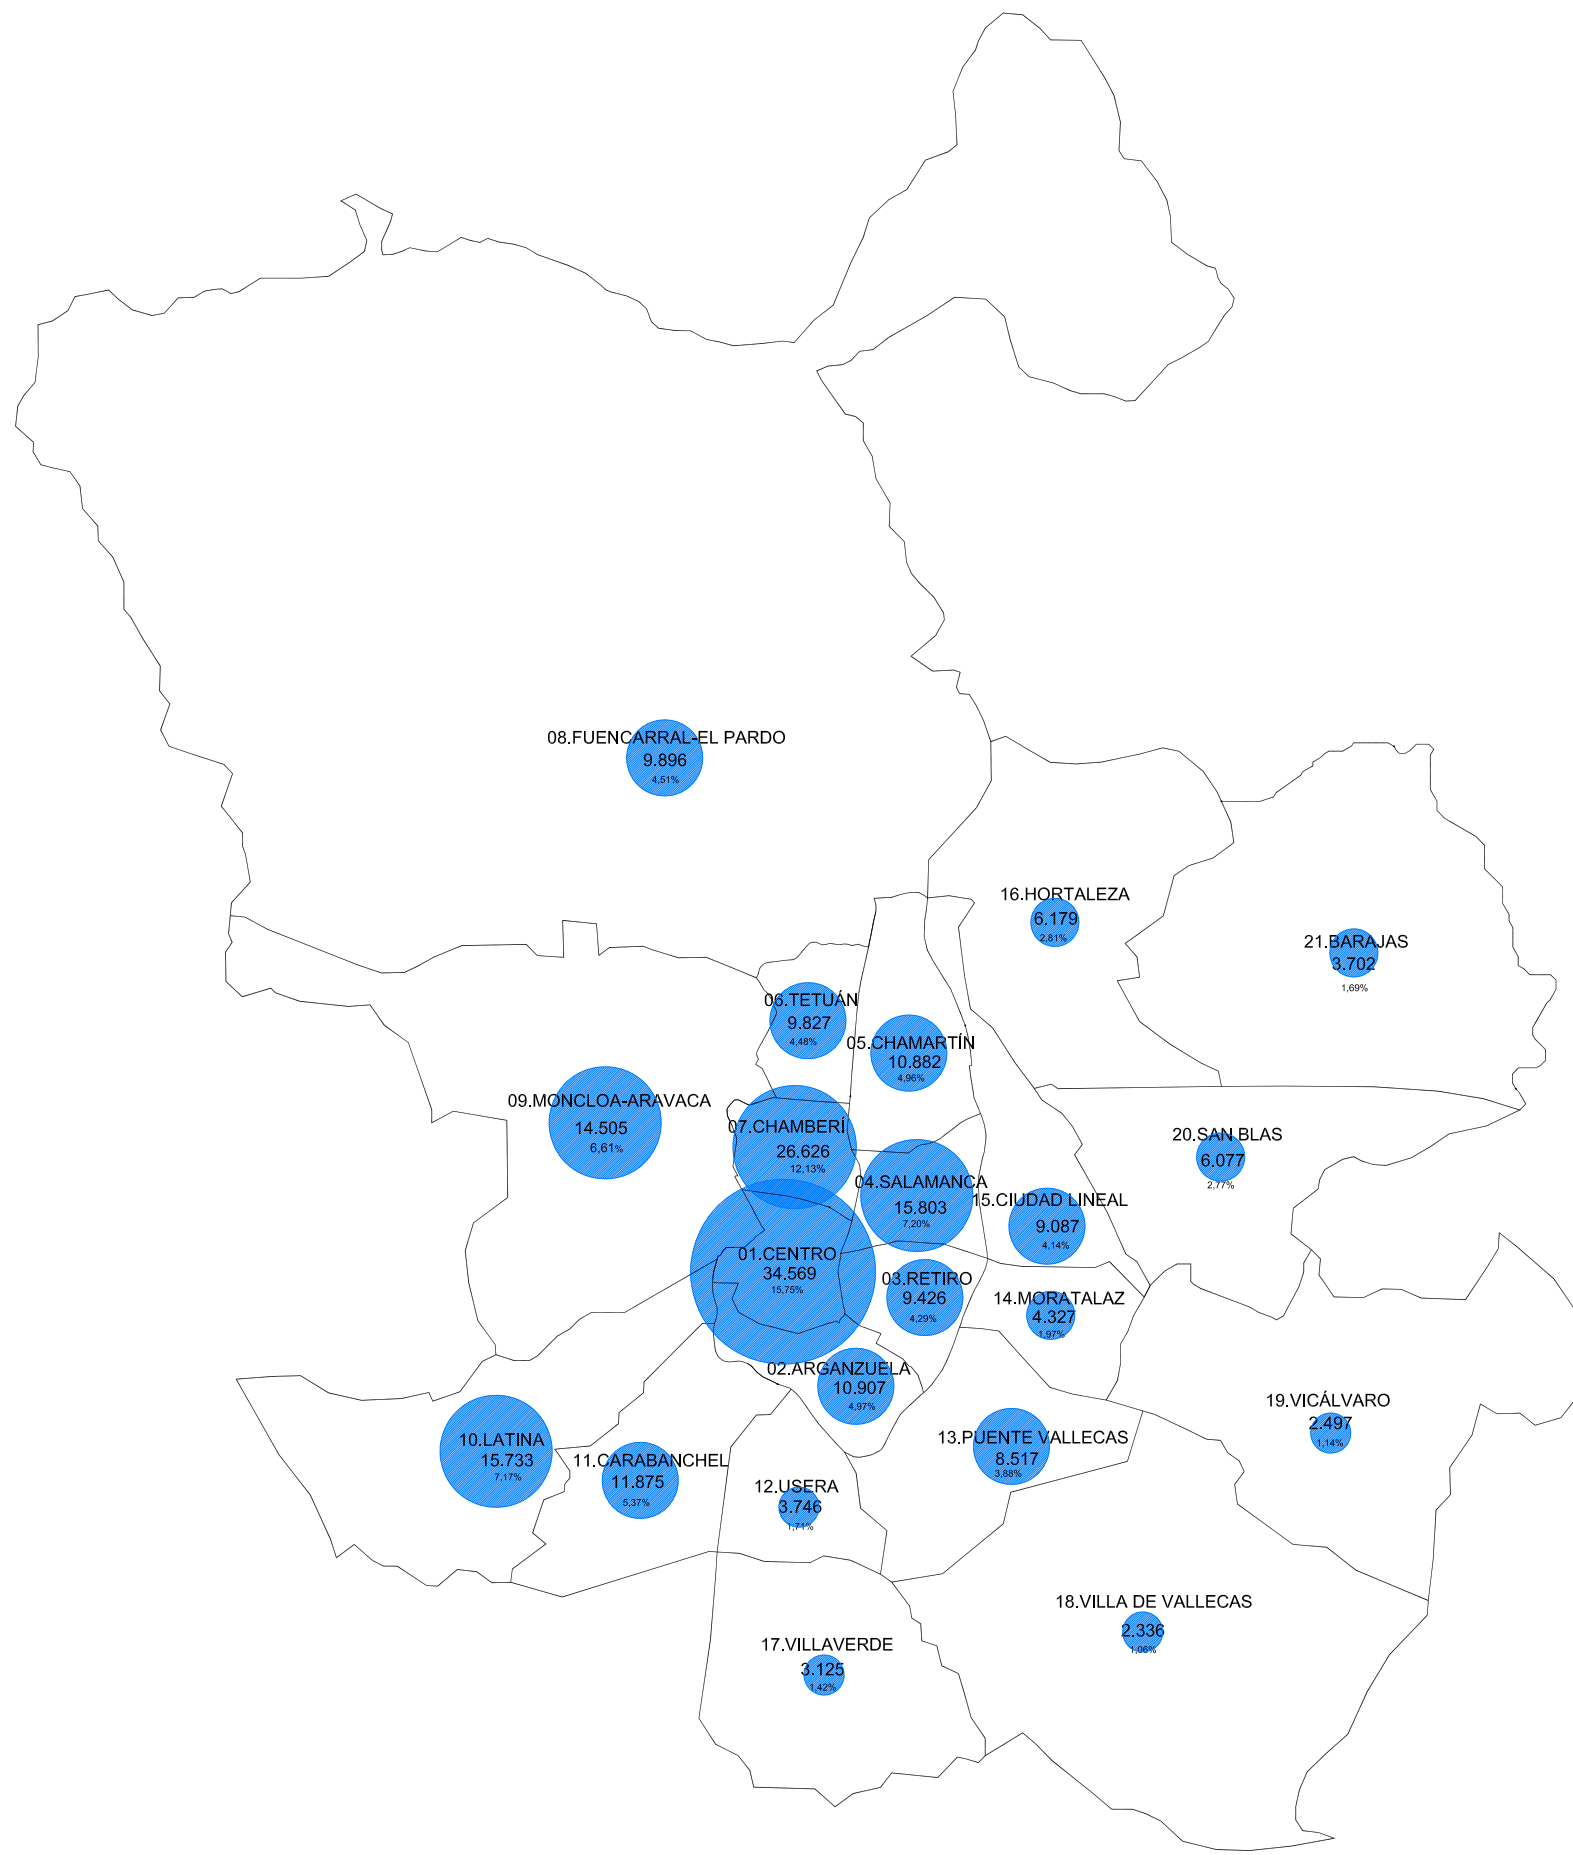 08.FUENCARRAL-EL PARDO
9.896
4,51%
16.HORTALEZA
6.179
2,81%
21.BARAJAS
3.702
1,69%
06.TETUÁN
9.827
4,48%
05.CHAMARTÍN
10.882
4,96%
09.MONCLOA-ARAVACA
14.505
6,61%
07.CHAMBERÍ
26.626
12,13%
20.SAN BLAS
6.077
2,77%
04.SALAMANCA
15.803
7,20%
15.CIUDAD LINEAL
9.087
4,14%
01.CENTRO
34.569
15,75%
03.RETIRO
9.426
4,29%
14.MORATALAZ
4.327
1,97%
02.ARGANZUELA
10.907
4,97%
19.VICÁLVARO
2.497
1,14%
10.LATINA
15.733
7,17%
11.CARABANCHEL
11.875
5,37%
13.PUENTE VALLECAS
8.517
3,88%
12.USERA
3.746
1,71%
18.VILLA DE VALLECAS
2.336
1,06%
17.VILLAVERDE
3.125
1,42%